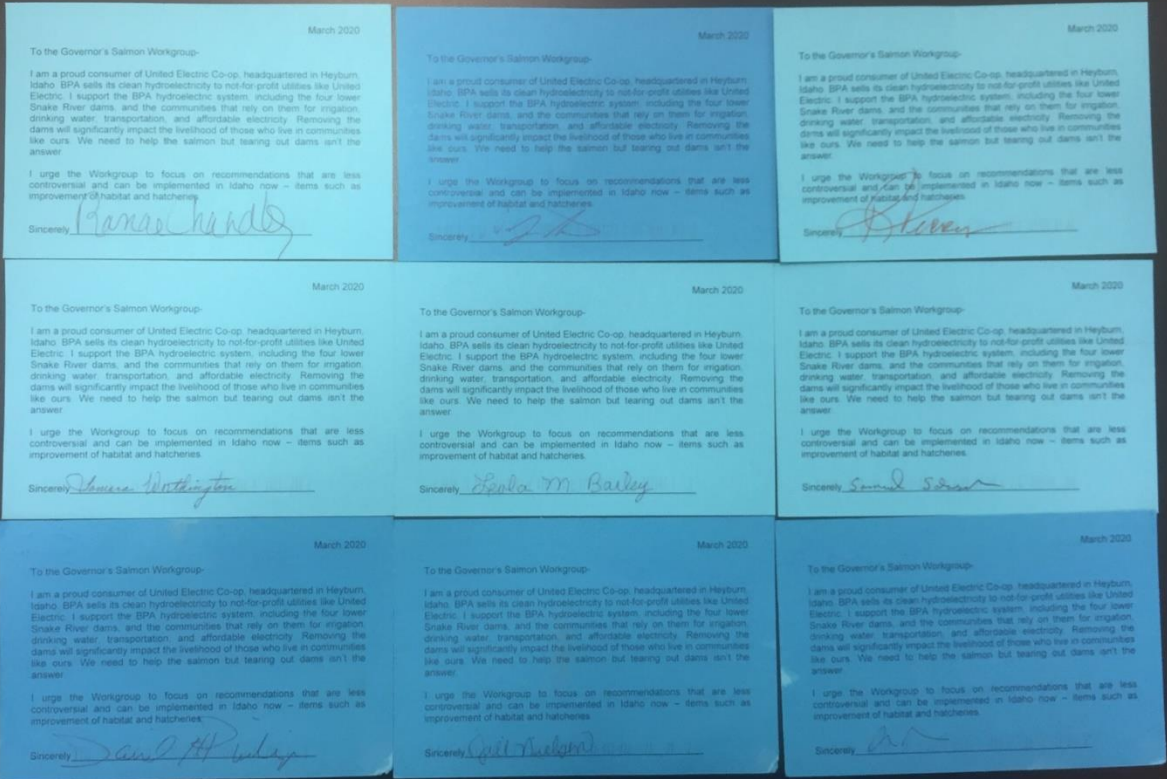 March 2020
To the Governor's Salmon Workgroup-
I am a proud consumer of United Electric Co-op, headquartered in Heyburn,
Idaho. BPA sells its clean hydroelectricity to not-for-profit utilities like United
Electric. I support the BPA hydroelectric system, including the four lower
Snake River dams, and the communities that rely on them for irrigation,
drinking water, transportation, and affordable electricity. Removing the
dams will significantly impact the livelihood of those who live in communities
like ours. We need to help the salmon but tearing out dams isn't the
answer.
I urge the Workgroup to focus on recommendations that are less
controversial and can be implemented in Idaho now – items such as
improvement of habitat and hatcheries.
Sincerely Ranae Chandler
March 2020
To the Governor's Salmon Workgroup-
I am a proud consumer of United Electric Co-op, headquartered in Heyburn,
Idaho. BPA sells its clean hydroelectricity to not-for-profit utilities like United
Electric. I support the BPA hydroelectric system, including the four lower
Snake River dams, and the communities that rely on them for irrigation,
drinking water, transportation, and affordable electricity. Removing the
dams will significantly impact the livelihood of those who live in communities
like ours. We need to help the salmon but tearing out dams isn't the
answer.
I urge the Workgroup to focus on recommendations that are less
controversial and can be implemented in Idaho now – items such as
improvement of habitat and hatcheries.
Sincerely
March 2020
To the Governor's Salmon Workgroup-
I am a proud consumer of United Electric Co-op, headquartered in Heyburn,
Idaho. BPA sells its clean hydroelectricity to not-for-profit utilities like United
Electric. I support the BPA hydroelectric system, including the four lower
Snake River dams, and the communities that rely on them for irrigation,
drinking water, transportation, and affordable electricity. Removing the
dams will significantly impact the livelihood of those who live in communities
like ours. We need to help the salmon but tearing out dams isn't the
answer.
I urge the Workgroup to focus on recommendations that are less
controversial and can be implemented in Idaho now – items such as
improvement of habitat and hatcheries.
Sincerely
March 2020
To the Governor's Salmon Workgroup-
I am a proud consumer of United Electric Co-op, headquartered in Heyburn,
Idaho. BPA sells its clean hydroelectricity to not-for-profit utilities like United
Electric. I support the BPA hydroelectric system, including the four lower
Snake River dams, and the communities that rely on them for irrigation,
drinking water, transportation, and affordable electricity. Removing the
dams will significantly impact the livelihood of those who live in communities
like ours. We need to help the salmon but tearing out dams isn't the
answer.
I urge the Workgroup to focus on recommendations that are less
controversial and can be implemented in Idaho now – items such as
improvement of habitat and hatcheries.
Sincerely Worthington
March 2020
To the Governor's Salmon Workgroup-
I am a proud consumer of United Electric Co-op, headquartered in Heyburn,
Idaho. BPA sells its clean hydroelectricity to not-for-profit utilities like United
Electric. I support the BPA hydroelectric system, including the four lower
Snake River dams, and the communities that rely on them for irrigation,
drinking water, transportation, and affordable electricity. Removing the
dams will significantly impact the livelihood of those who live in communities
like ours. We need to help the salmon but tearing out dams isn't the
answer.
I urge the Workgroup to focus on recommendations that are less
controversial and can be implemented in Idaho now – items such as
improvement of habitat and hatcheries.
Sincerely Leola M Bailey
March 2020
To the Governor's Salmon Workgroup-
I am a proud consumer of United Electric Co-op, headquartered in Heyburn,
Idaho. BPA sells its clean hydroelectricity to not-for-profit utilities like United
Electric. I support the BPA hydroelectric system, including the four lower
Snake River dams, and the communities that rely on them for irrigation,
drinking water, transportation, and affordable electricity. Removing the
dams will significantly impact the livelihood of those who live in communities
like ours. We need to help the salmon but tearing out dams isn't the
answer.
I urge the Workgroup to focus on recommendations that are less
controversial and can be implemented in Idaho now – items such as
improvement of habitat and hatcheries.
Sincerely
March 2020
To the Governor's Salmon Workgroup-
I am a proud consumer of United Electric Co-op, headquartered in Heyburn,
Idaho. BPA sells its clean hydroelectricity to not-for-profit utilities like United
Electric. I support the BPA hydroelectric system, including the four lower
Snake River dams, and the communities that rely on them for irrigation,
drinking water, transportation, and affordable electricity. Removing the
dams will significantly impact the livelihood of those who live in communities
like ours. We need to help the salmon but tearing out dams isn't the
answer.
I urge the Workgroup to focus on recommendations that are less
controversial and can be implemented in Idaho now – items such as
improvement of habitat and hatcheries.
Sincerely
March 2020
To the Governor's Salmon Workgroup-
I am a proud consumer of United Electric Co-op, headquartered in Heyburn,
Idaho. BPA sells its clean hydroelectricity to not-for-profit utilities like United
Electric. I support the BPA hydroelectric system, including the four lower
Snake River dams, and the communities that rely on them for irrigation,
drinking water, transportation, and affordable electricity. Removing the
dams will significantly impact the livelihood of those who live in communities
like ours. We need to help the salmon but tearing out dams isn't the
answer.
I urge the Workgroup to focus on recommendations that are less
controversial and can be implemented in Idaho now – items such as
improvement of habitat and hatcheries.
Sincerely
March 2020
To the Governor's Salmon Workgroup-
I am a proud consumer of United Electric Co-op, headquartered in Heyburn,
Idaho. BPA sells its clean hydroelectricity to not-for-profit utilities like United
Electric. I support the BPA hydroelectric system, including the four lower
Snake River dams, and the communities that rely on them for irrigation,
drinking water, transportation, and affordable electricity. Removing the
dams will significantly impact the livelihood of those who live in communities
like ours. We need to help the salmon but tearing out dams isn't the
answer.
I urge the Workgroup to focus on recommendations that are less
controversial and can be implemented in Idaho now – items such as
improvement of habitat and hatcheries.
Sincerely